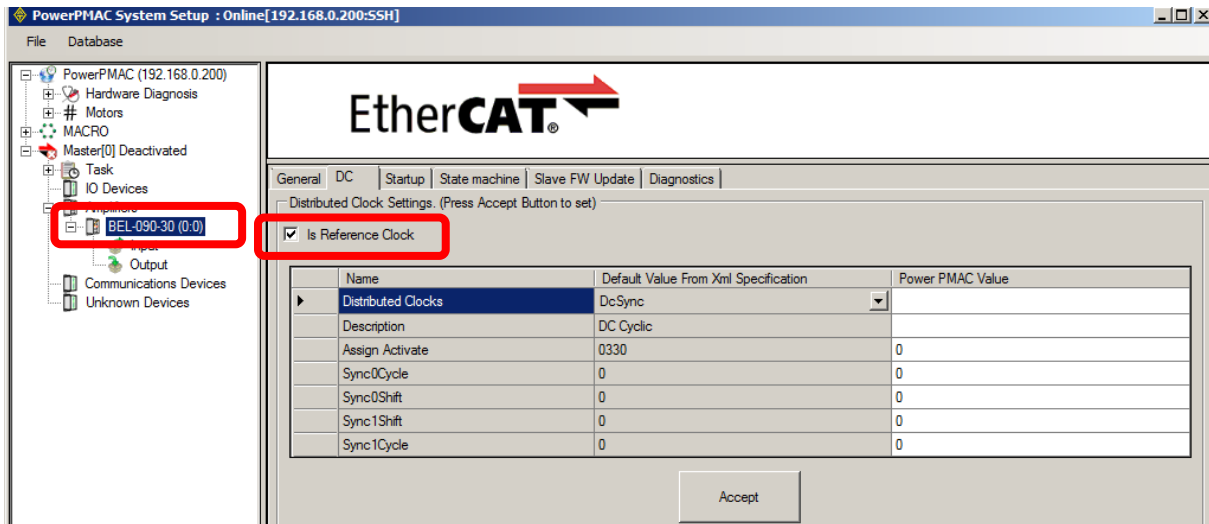 PowerPMAC System Setup : Online[192.168.0.200:SSH]
File Database
PowerPMAC (192.168.0.200)
Hardware Diagnosis
Motors
MACRO
Master[0] Deactivated
Task
IO Devices
Amplifiers
BEL-090-30 (0:0)
Input
Output
Communications Devices
Unknown Devices
EtherCAT®
General DC Startup State machine Slave FW Update Diagnostics
Distributed Clock Settings. (Press Accept Button to set)
Is Reference Clock
Name Default Value From Xml Specification Power PMAC Value
Distributed Clocks DcSync
Description DC Cyclic
Assign Activate 0330 0
Sync0Cycle 0 0
Sync0Shift 0 0
Sync1Shift 0 0
Sync1Cycle 0 0
Accept